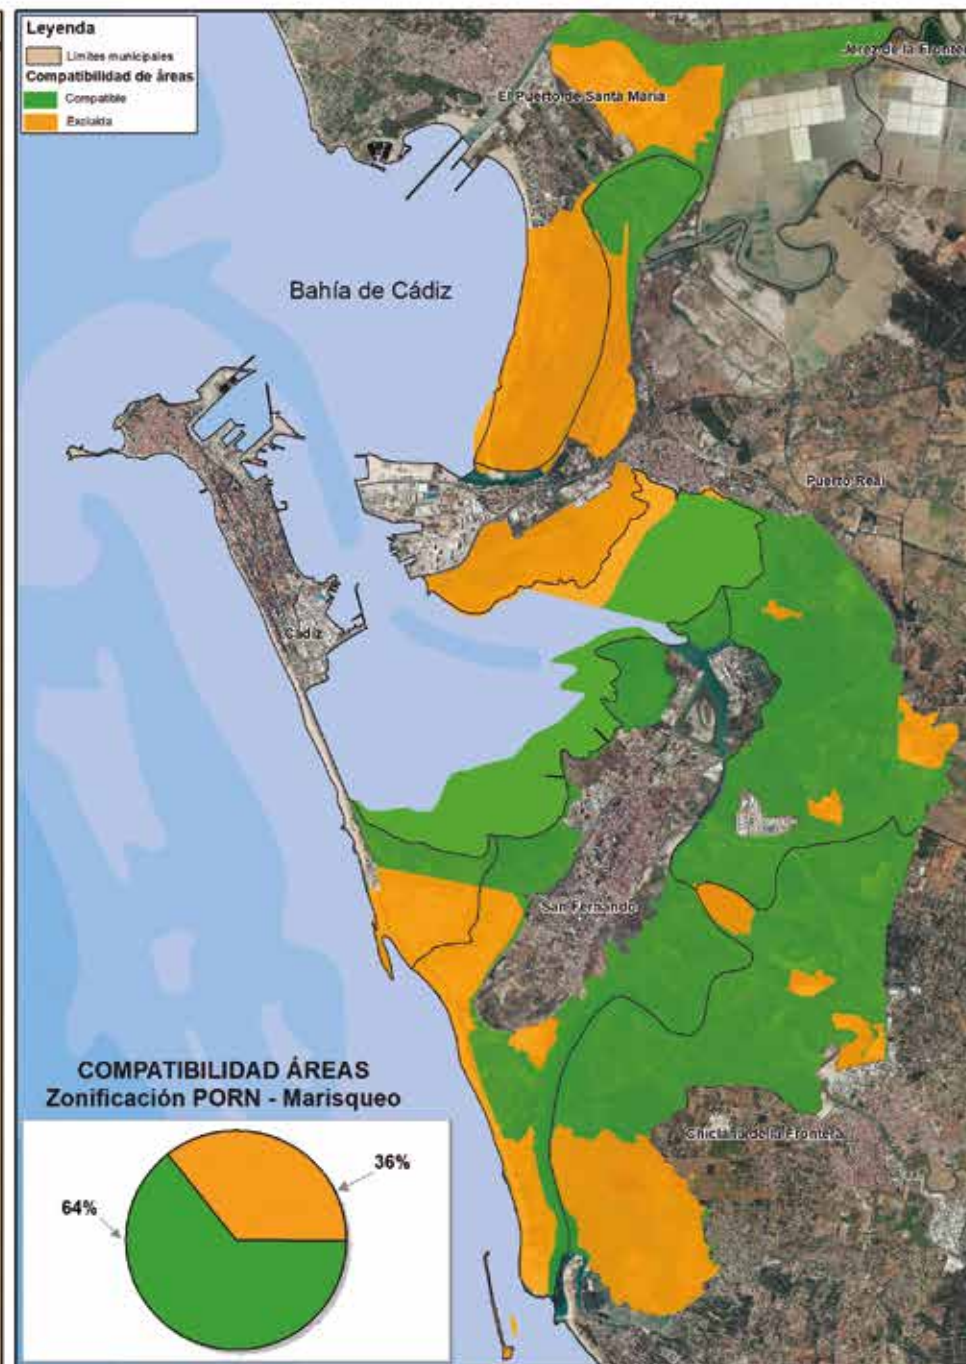 Leyenda
Límites municipales
Compatibilidad de áreas
Compatible
Excluida
Jerez de la Fronter
El Puerto de Santa María
Bahía de Cádiz
Puerto Real
Cádiz
San Fernando
Chiclana de la Frontera
COMPATIBILIDAD ÁREAS
Zonificación PORN - Marisqueo
36%
64%